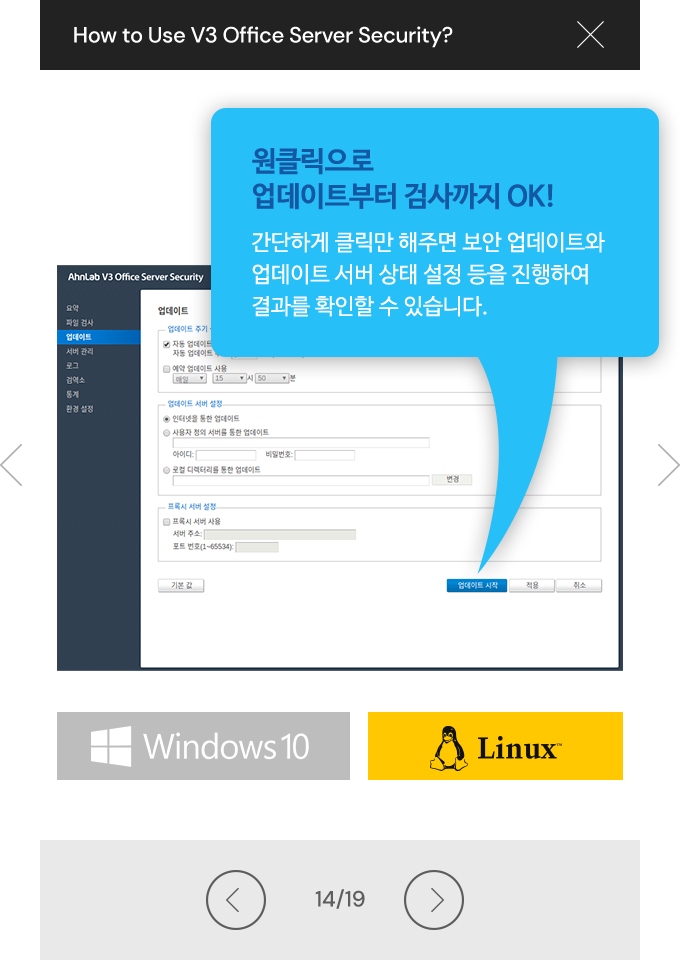 How to Use V3 Office Server Security?
원클릭으로
업데이트부터 검사까지 OK!
간단하게 클릭만 해주면 보안 업데이트와
업데이트 서버 상태 설정 등을 진행하여
결과를 확인할 수 있습니다.
AhnLab V3 Office Server Security
요약
파일 검사
업데이트
서버 관리
로그
검역소
통계
환경 설정
업데이트
업데이트 주기
자동 업데이트
자동 업데이트
예약 업데이트 사용
매일 15 시 50 분
업데이트 서버 설정
인터넷을 통한 업데이트
사용자 정의 서버를 통한 업데이트
아이디: 비밀번호:
로컬 디렉터리를 통한 업데이트
변경
프록시 서버 설정
프록시 서버 사용
서버 주소:
포트 번호(1~65534):
기본 값 업데이트 시작 적용 취소
Windows 10
Linux™
14/19